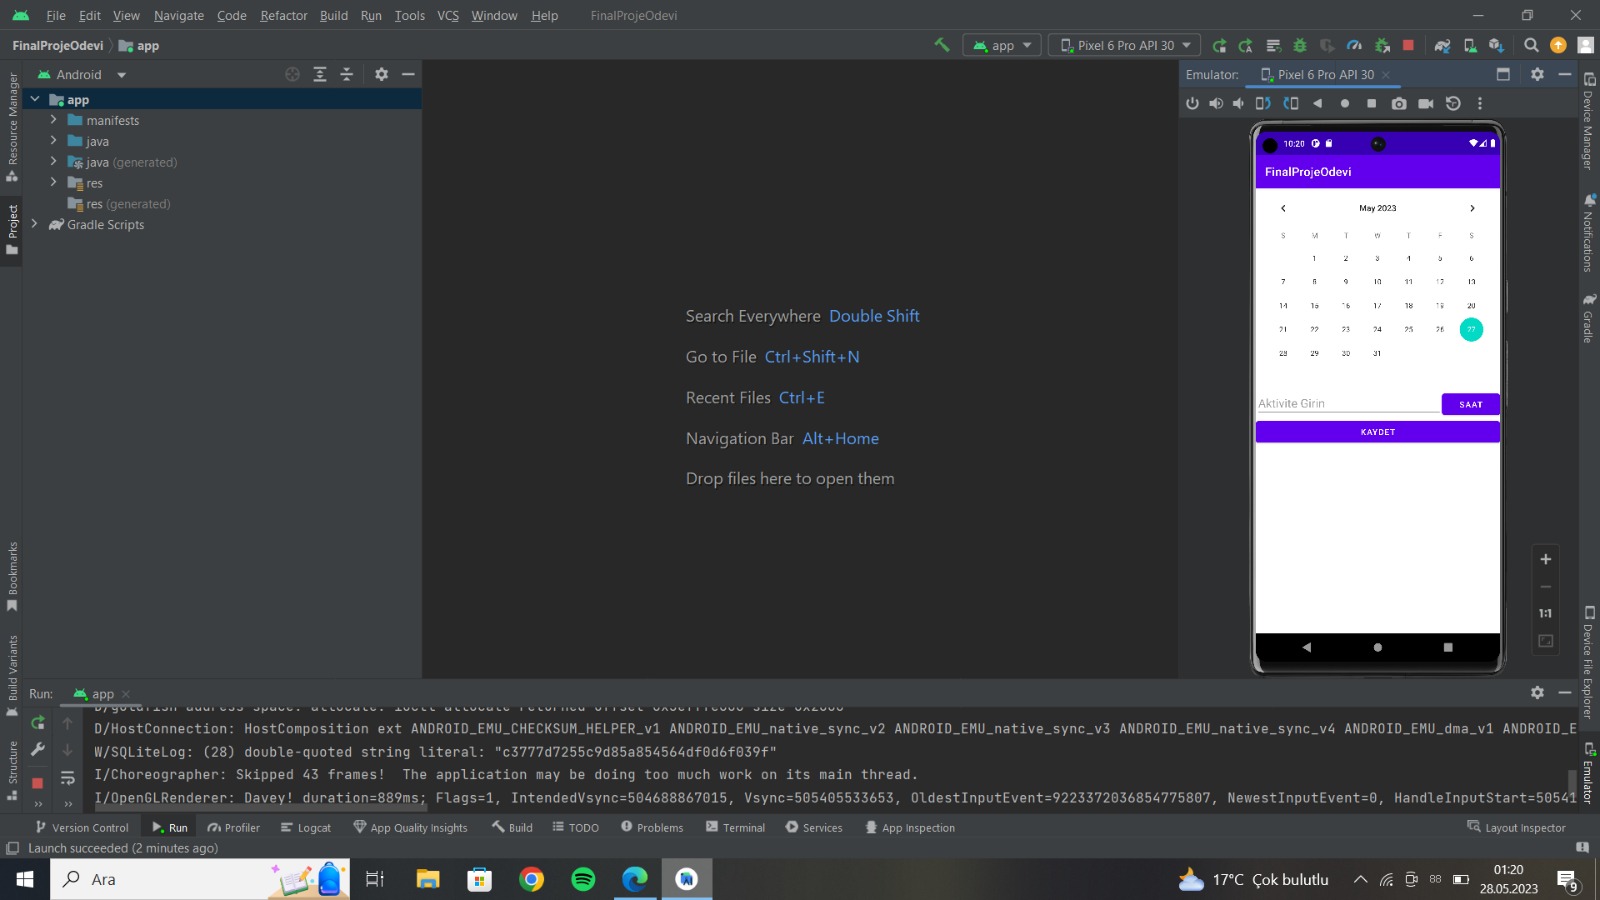 File Edit View Navigate Code Refactor Build Run Tools VCS Window Help FinalProjeOdevi
FinalProjeOdevi app
app Pixel 6 Pro API 30
Android
app
manifests
java
java (generated)
res
res (generated)
Gradle Scripts
Resource Manager
Project
Bookmarks
Build Variants
Structure
Search Everywhere Double Shift
Go to File Ctrl+Shift+N
Recent Files Ctrl+E
Navigation Bar Alt+Home
Drop files here to open them
Emulator: Pixel 6 Pro API 30
10:20
FinalProjeOdevi
May 2023
S M T W T F S
1 2 3 4 5 6
7 8 9 10 11 12 13
14 15 16 17 18 19 20
21 22 23 24 25 26 27
28 29 30 31
Aktivite Girin SAAT
KAYDET
1:1
Device Manager
Notifications
Gradle
Device File Explorer
Emulator
Run: app
D/HostConnection: HostComposition ext ANDROID_EMU_CHECKSUM_HELPER_v1 ANDROID_EMU_native_sync_v2 ANDROID_EMU_native_sync_v3 ANDROID_EMU_native_sync_v4 ANDROID_EMU_dma_v1 ANDROID_E
W/SQLiteLog: (28) double-quoted string literal: "c3777d7255c9d85a854564df0d6f039f"
I/Choreographer: Skipped 43 frames!  The application may be doing too much work on its main thread.
I/OpenGLRenderer: Davey! duration=889ms; Flags=1, IntendedVsync=504688867015, Vsync=505405533653, OldestInputEvent=9223372036854775807, NewestInputEvent=0, HandleInputStart=50541
Version Control Run Profiler Logcat App Quality Insights Build TODO Problems Terminal Services App Inspection Layout Inspector
Launch succeeded (2 minutes ago)
Ara 17°C Çok bulutlu 01:20
28.05.2023 9